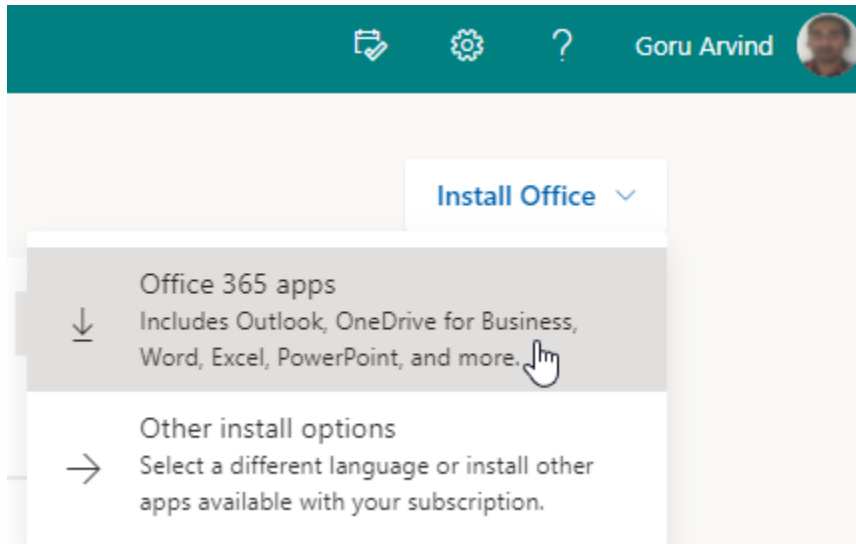 Goru Arvind
Install Office
Office 365 apps
Includes Outlook, OneDrive for Business,
Word, Excel, PowerPoint, and more.
Other install options
Select a different language or install other
apps available with your subscription.